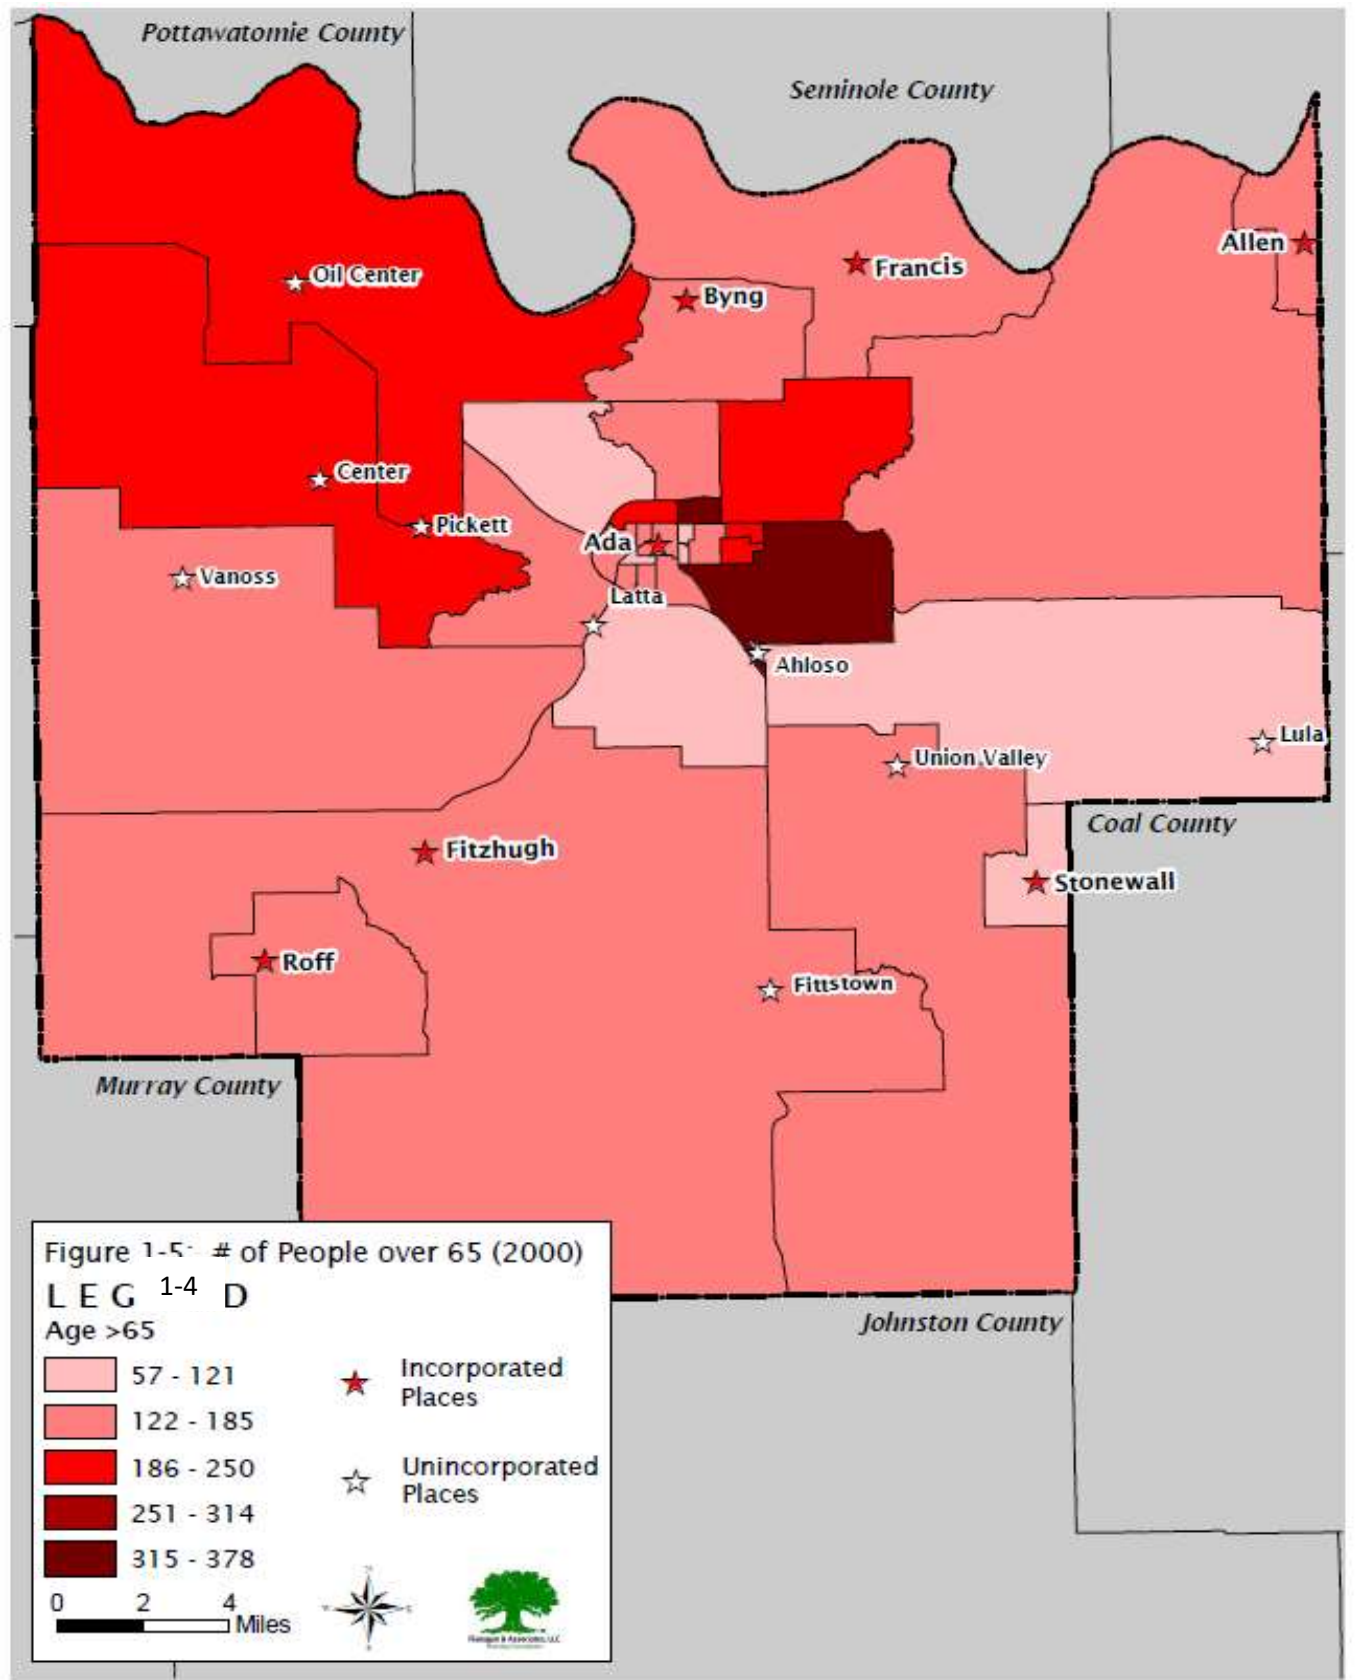 Pottawatomie County
Seminole County
Allen
Francis
Oil Center
Byng
Center
Pickett
Ada
Vanoss
Latta
Ahloso
Lula
Union Valley
Coal County
Fitzhugh
Stonewall
Roff
Fittstown
Murray County
Johnston County
Figure 1-5: # of People over 65 (2000)
1-4
LEG D
Age >65
57 - 121
122 - 185
186 - 250
251 - 314
315 - 378
Incorporated
Places
Unincorporated
Places
0 2 4
Miles
Flanagan & Associates, LLC